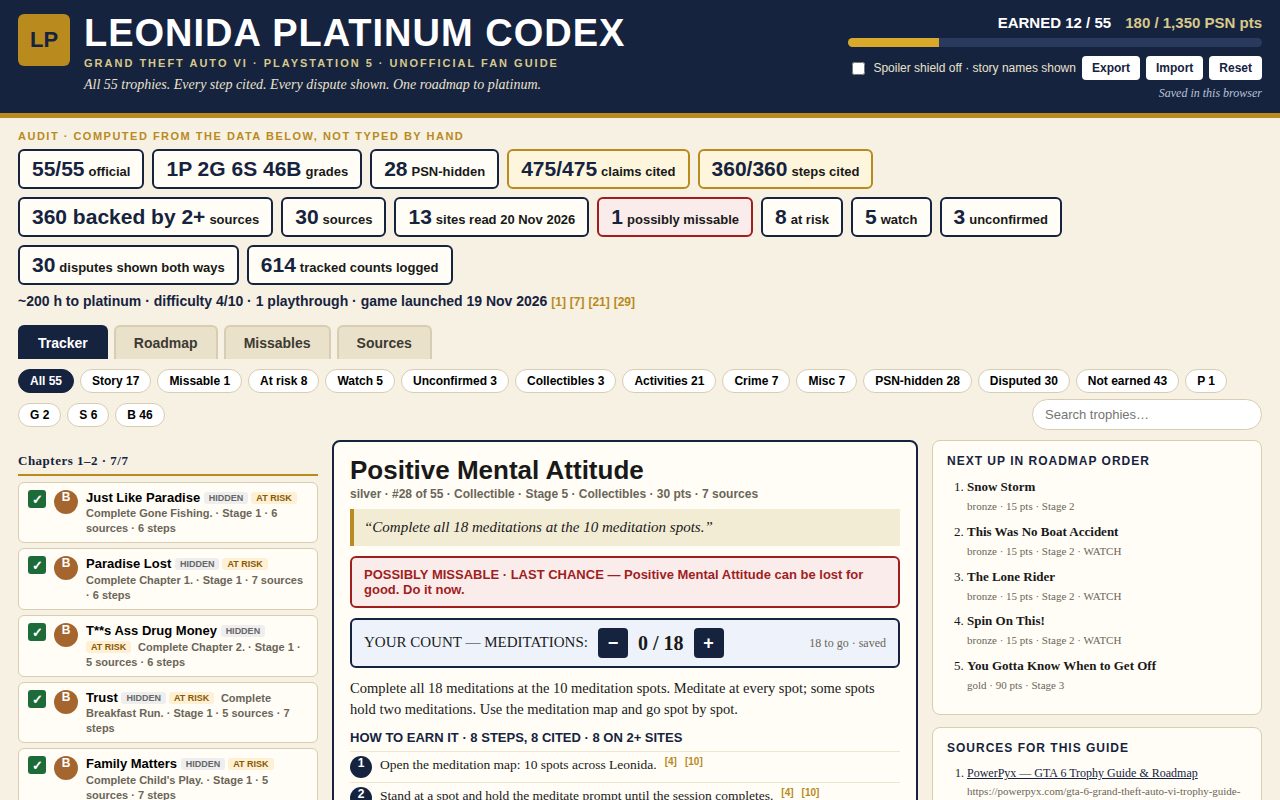 LP
LEONIDA PLATINUM CODEX
GRAND THEFT AUTO VI · PLAYSTATION 5 · UNOFFICIAL FAN GUIDE
All 55 trophies. Every step cited. Every dispute shown. One roadmap to platinum.
EARNED 12 / 55 180 / 1,350 PSN pts
Spoiler shield off · story names shown Export Import Reset
Saved in this browser
AUDIT · COMPUTED FROM THE DATA BELOW, NOT TYPED BY HAND
55/55 official 1P 2G 6S 46B grades 28 PSN-hidden 475/475 claims cited 360/360 steps cited
360 backed by 2+ sources 30 sources 13 sites read 20 Nov 2026 1 possibly missable 8 at risk 5 watch 3 unconfirmed
30 disputes shown both ways 614 tracked counts logged
~200 h to platinum · difficulty 4/10 · 1 playthrough · game launched 19 Nov 2026 [1] [7] [21] [29]
Tracker Roadmap Missables Sources
All 55 Story 17 Missable 1 At risk 8 Watch 5 Unconfirmed 3 Collectibles 3 Activities 21 Crime 7 Misc 7 PSN-hidden 28 Disputed 30 Not earned 43 P 1
G 2 S 6 B 46 Search trophies…
Chapters 1–2 · 7/7
✓ B Just Like Paradise HIDDEN AT RISK
Complete Gone Fishing. · Stage 1 · 6
sources · 6 steps
✓ B Paradise Lost HIDDEN AT RISK
Complete Chapter 1. · Stage 1 · 7 sources
· 6 steps
✓ B T**s Ass Drug Money HIDDEN
AT RISK Complete Chapter 2. · Stage 1 ·
5 sources · 6 steps
✓ B Trust HIDDEN AT RISK Complete
Breakfast Run. · Stage 1 · 5 sources · 7
steps
✓ B Family Matters HIDDEN AT RISK
Complete Child's Play. · Stage 1 · 5
sources · 7 steps
Positive Mental Attitude
silver · #28 of 55 · Collectible · Stage 5 · Collectibles · 30 pts · 7 sources
“Complete all 18 meditations at the 10 meditation spots.”
POSSIBLY MISSABLE · LAST CHANCE — Positive Mental Attitude can be lost for
good. Do it now.
YOUR COUNT — MEDITATIONS: − 0 / 18 + 18 to go · saved
Complete all 18 meditations at the 10 meditation spots. Meditate at every spot; some spots
hold two meditations. Use the meditation map and go spot by spot.
HOW TO EARN IT · 8 STEPS, 8 CITED · 8 ON 2+ SITES
1 Open the meditation map: 10 spots across Leonida. [4] [10]
2 Stand at a spot and hold the meditate prompt until the session completes. [4] [10]
NEXT UP IN ROADMAP ORDER
1. Snow Storm
bronze · 15 pts · Stage 2
2. This Was No Boat Accident
bronze · 15 pts · Stage 2 · WATCH
3. The Lone Rider
bronze · 15 pts · Stage 2 · WATCH
4. Spin On This!
bronze · 15 pts · Stage 2 · WATCH
5. You Gotta Know When to Get Off
gold · 90 pts · Stage 3
SOURCES FOR THIS GUIDE
1. PowerPyx — GTA 6 Trophy Guide & Roadmap
https://powerpyx.com/gta-6-grand-theft-auto-vi-trophy-guide-